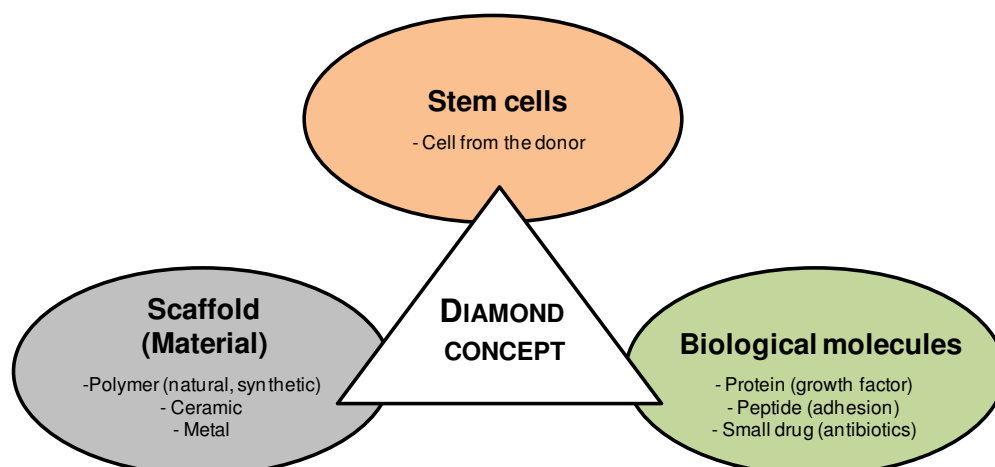 Stem cells
- Cell from the donor
Scaffold
(Material)
-Polymer (natural, synthetic)
- Ceramic
- Metal
DIAMOND
CONCEPT
Biological molecules
- Protein (growth factor)
- Peptide (adhesion)
- Small drug (antibiotics)